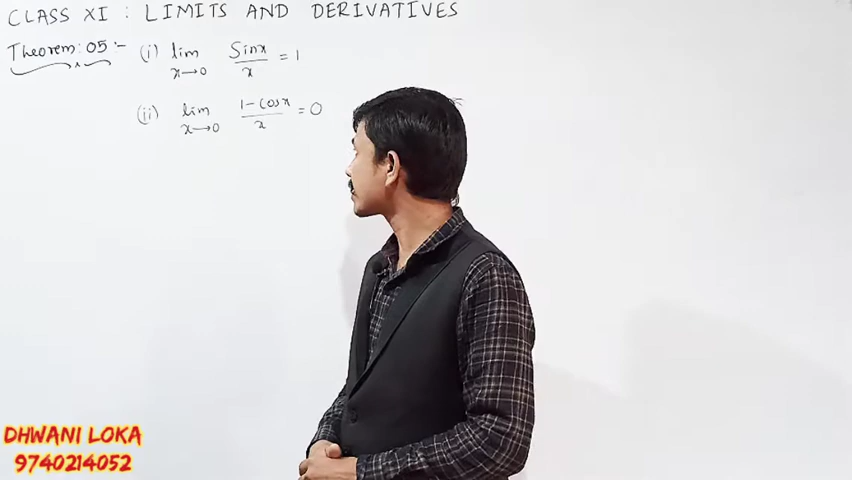 CLASS XI : LIMITS AND DERIVATIVES
Theorem: 05 :- (i) lim x→0 Sinx/x = 1
(ii) lim x→0 1-Cosx/x = 0
DHWANI LOKA
9740214052